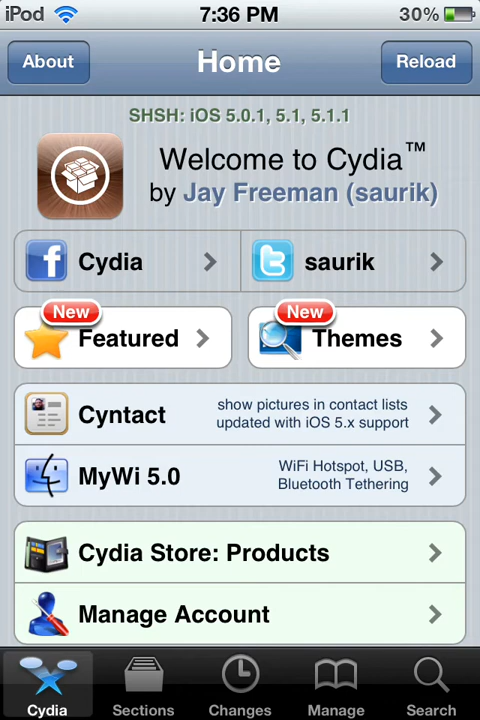 iPod 7:36 PM 30%
About Home Reload
SHSH: iOS 5.0.1, 5.1, 5.1.1
Welcome to Cydia™
by Jay Freeman (saurik)
Cydia saurik
New New
Featured Themes
Cyntact show pictures in contact lists
updated with iOS 5.x support
MyWi 5.0 WiFi Hotspot, USB,
Bluetooth Tethering
Cydia Store: Products
Manage Account
Cydia Sections Changes Manage Search